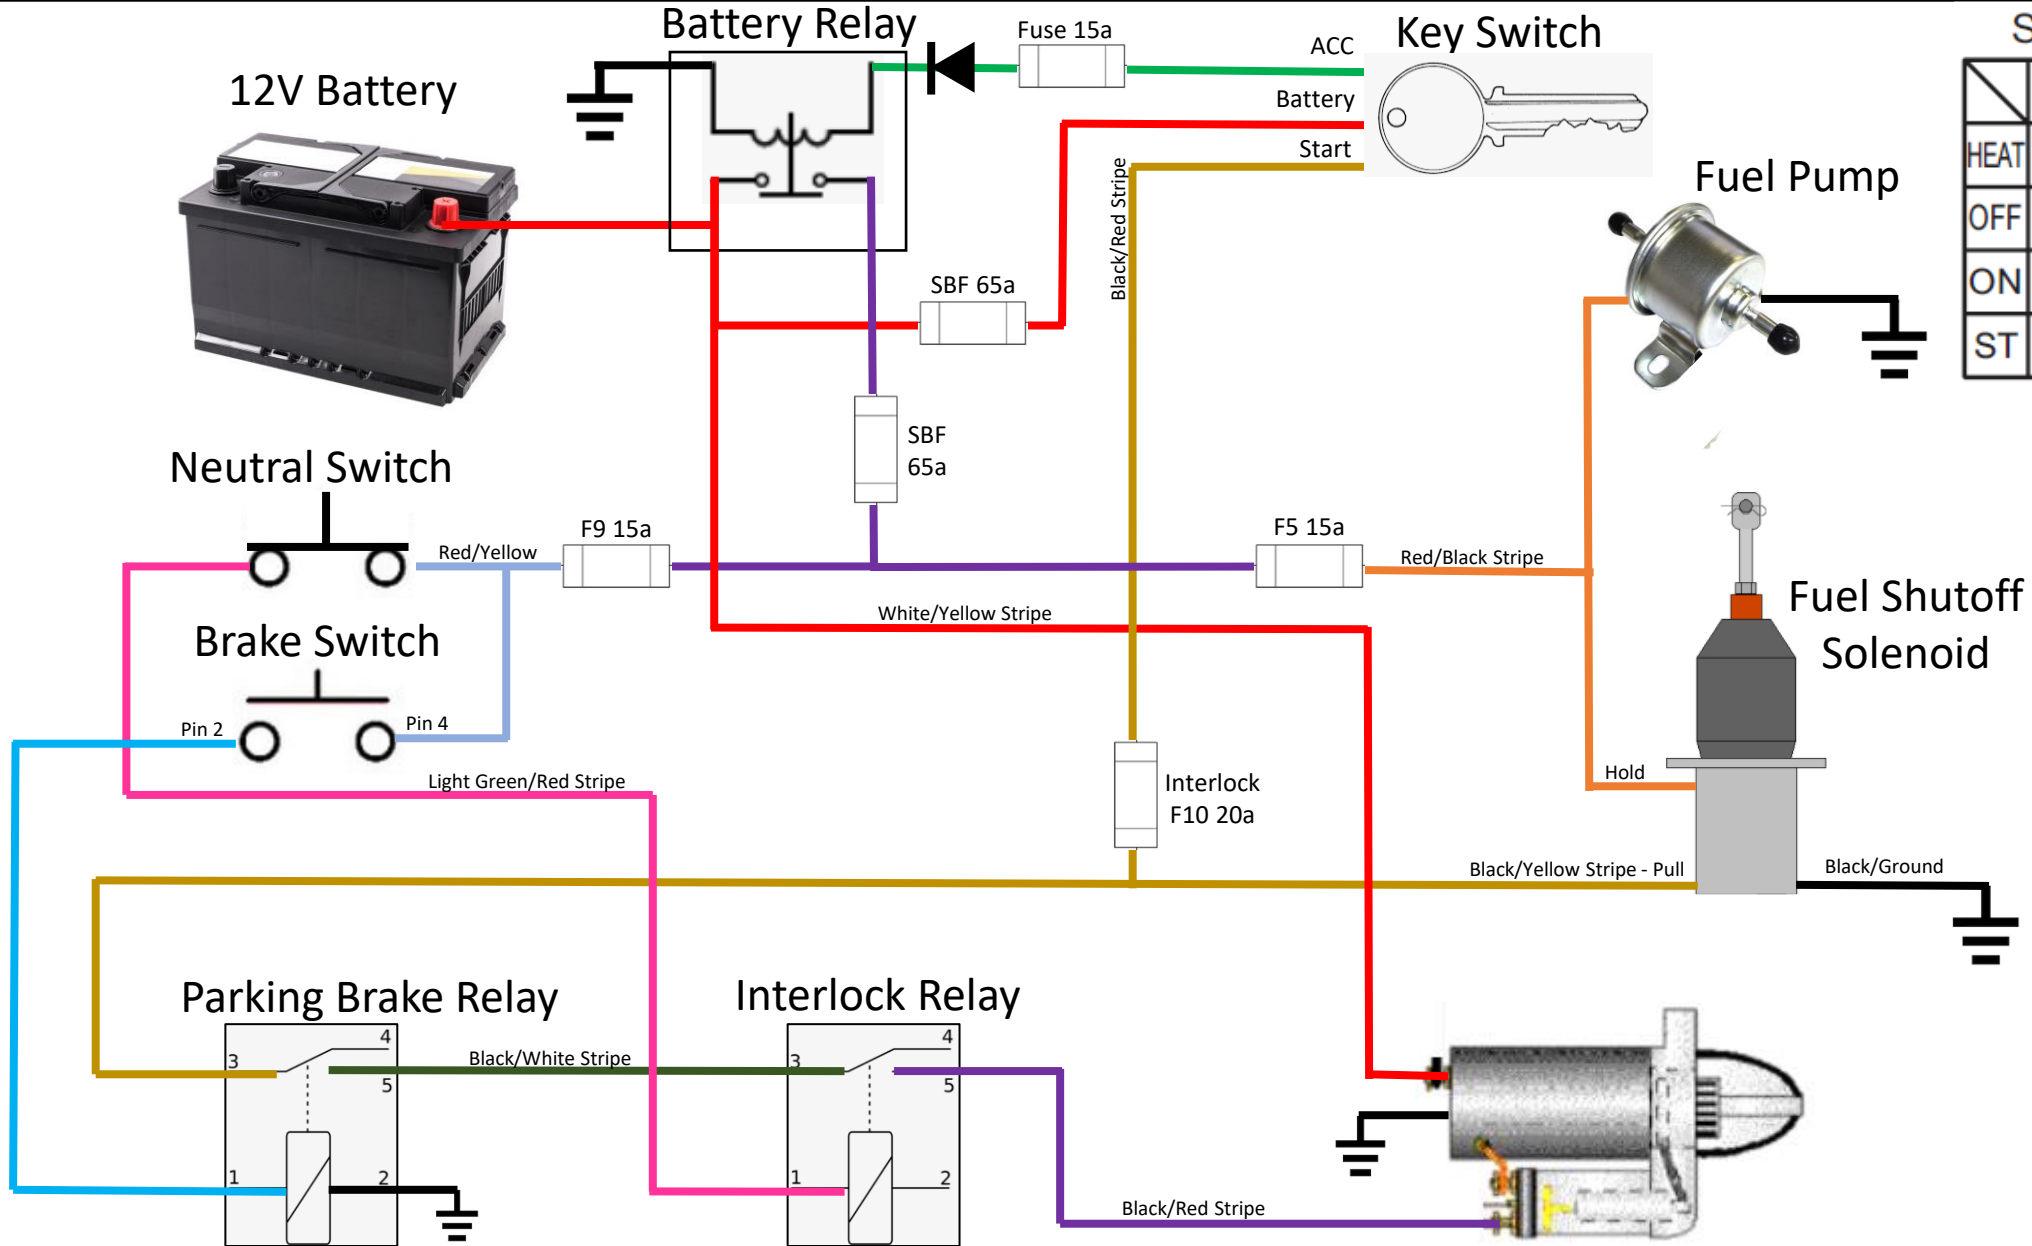 Battery Relay
Fuse 15a
ACC
Key Switch
S
12V Battery
Battery
Start
HEAT
Black/Red Stripe
Fuel Pump
OFF
SBF 65a
ON
ST
SBF
65a
Neutral Switch
Red/Yellow
F9 15a
F5 15a
Red/Black Stripe
White/Yellow Stripe
Fuel Shutoff
Solenoid
Brake Switch
Pin 2
Pin 4
Light Green/Red Stripe
Interlock
F10 20a
Hold
Black/Yellow Stripe - Pull
Black/Ground
Parking Brake Relay
Interlock Relay
4
3
5
1
2
Black/White Stripe
4
3
5
1
2
Black/Red Stripe